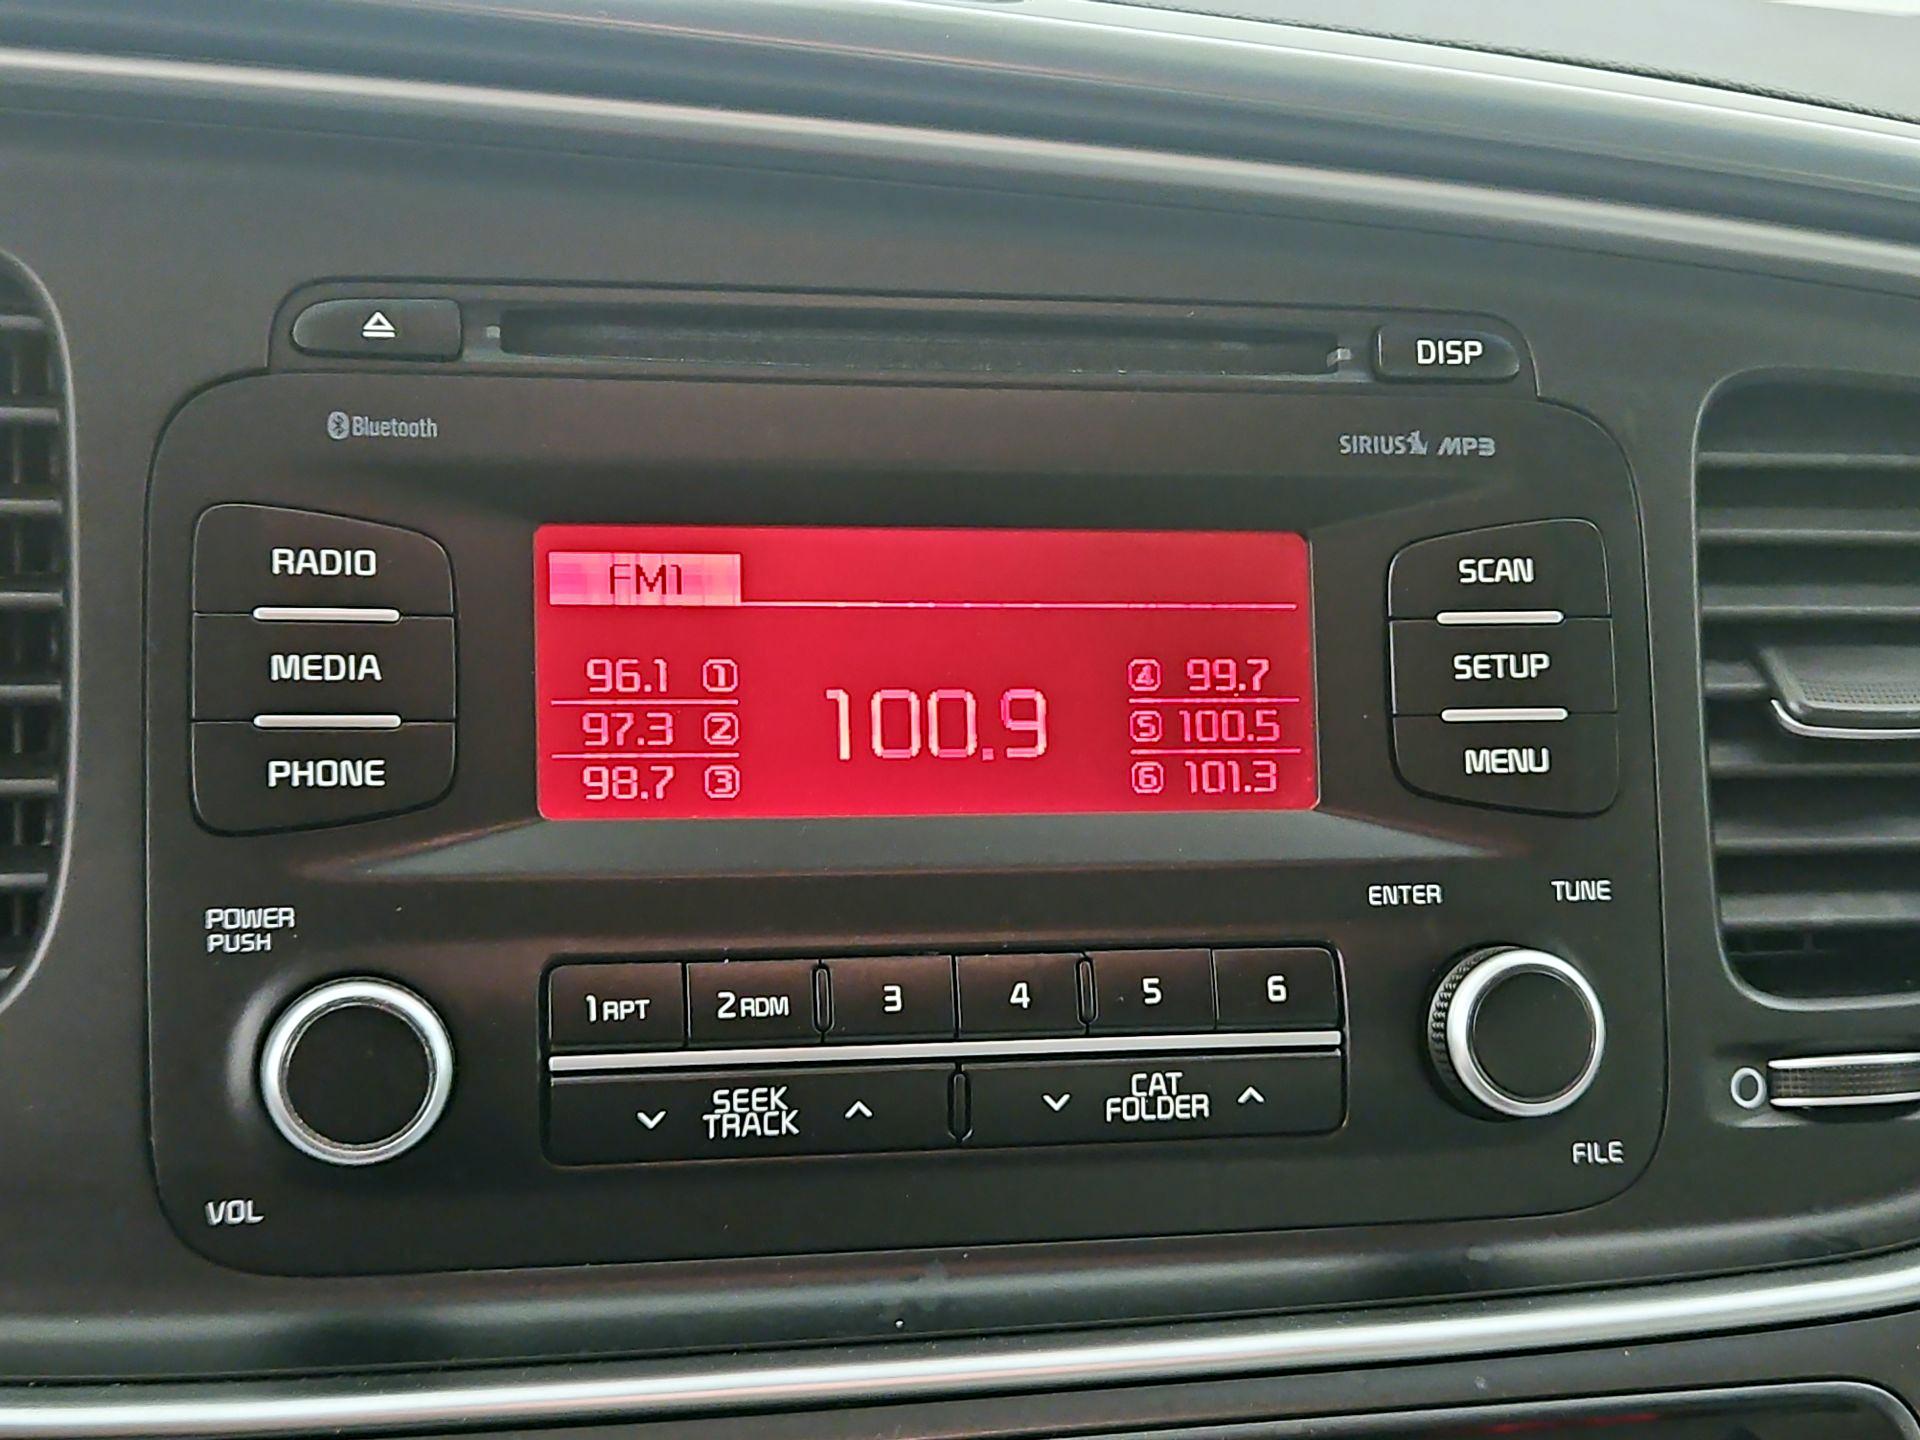 DISP
Bluetooth
SIRIUS MP3
RADIO
MEDIA
PHONE
FM1
96.1 1
97.3 2
98.7 3
100.9
4 99.7
5 100.5
6 101.3
SCAN
SETUP
MENU
POWER
PUSH
VOL
1 RPT 2 RDM 3 4 5 6
SEEK
TRACK
CAT
FOLDER
ENTER
TUNE
FILE